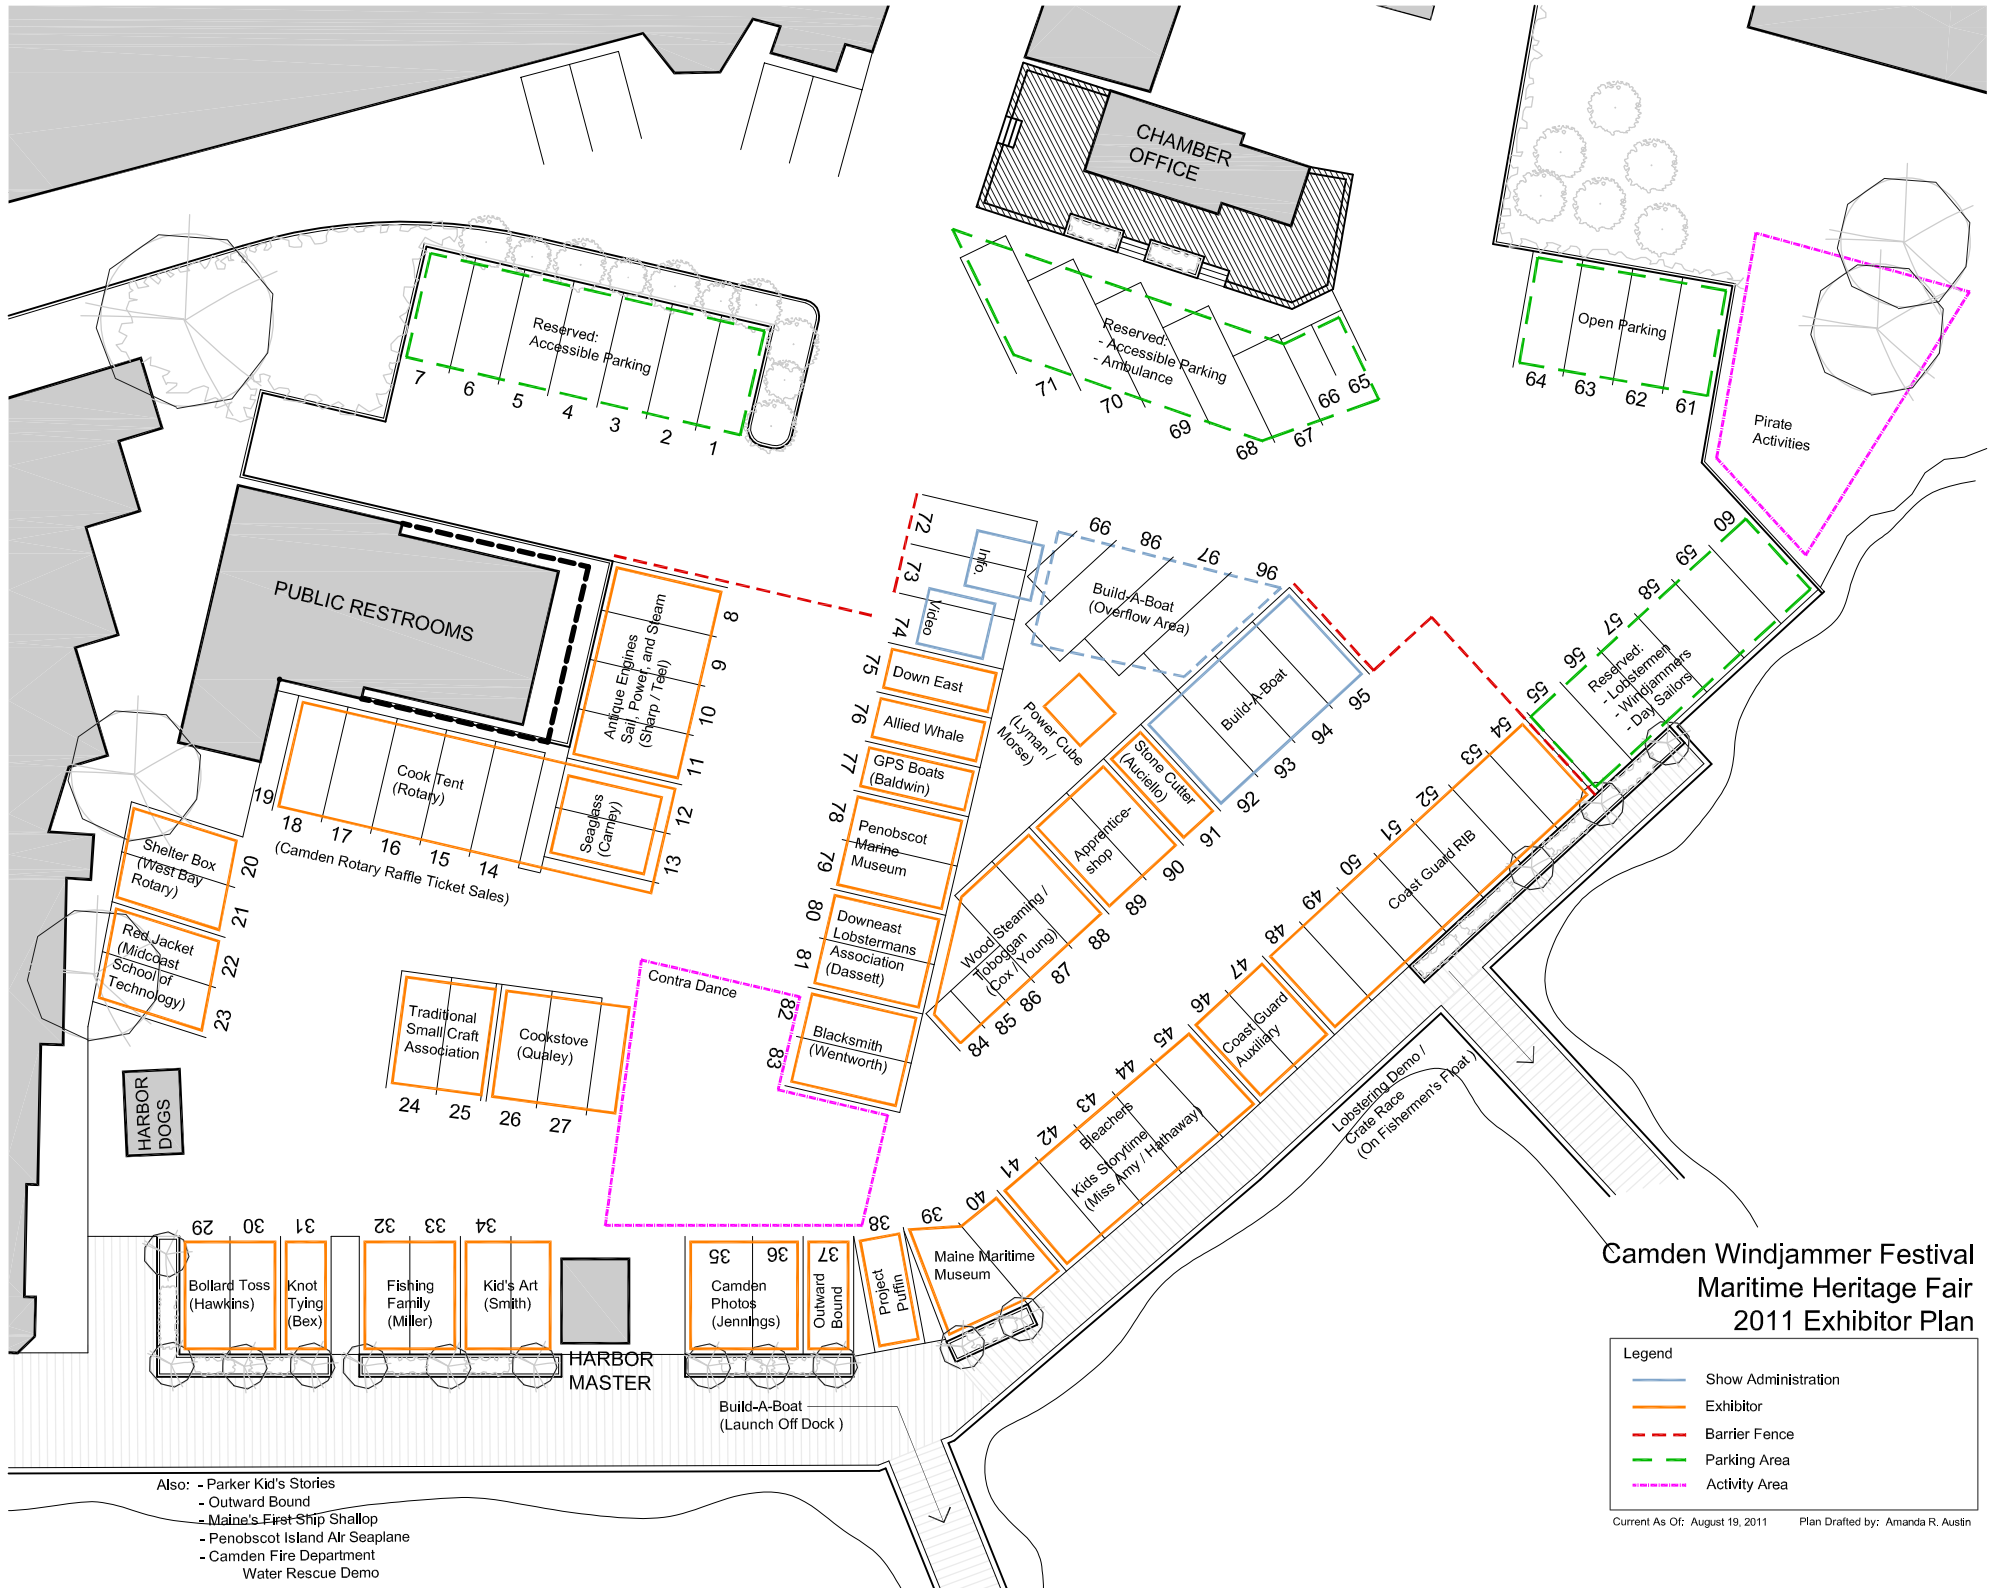 CHAMBER
OFFICE
Reserved:
Accessible Parking
7
6
5
4
3
2
1
Reserved:
- Accessible Parking
- Ambulance
71
70
69
68
67
66
65
Open Parking
64
63
62
61
Pirate
Activities
PUBLIC RESTROOMS
Antique Engines
Sail, Power, and Steam
(Sharp / Teel)
8
9
10
11
12
13
Seaglass
(Carney)
Cook Tent
(Rotary)
19
18
17
16
15
14
(Camden Rotary Raffle Ticket Sales)
Shelter Box
(West Bay
Rotary)
20
21
Red Jacket
(Midcoast
School of
Technology)
22
23
72
73
74
75
76
77
78
79
80
81
82
83
Info.
Video
Down East
Allied Whale
GPS Boats
(Baldwin)
Penobscot
Marine
Museum
Downeast
Lobstermans
Association
(Dassett)
Blacksmith
(Wentworth)
99
98
97
96
Build-A-Boat
(Overflow Area)
Power Cube
(Lyman /
Morse)
Build-A-Boat
95
94
93
92
Stone Cutter
(Auciello)
91
Apprentice-
shop
90
89
Wood Steaming /
Toboggan
(Cox / Young)
88
87
86
85
84
60
59
58
57
56
55
Reserved:
- Lobstermen
- Windjammers
- Day Sailors
54
53
52
51
50
49
48
Coast Guard RIB
47
46
Coast Guard
Auxiliary
45
44
43
42
41
Bleachers
Kids Storytime
(Miss Amy / Hathaway)
Lobstering Demo /
Crate Race
(On Fishermen's Float )
Contra Dance
Traditional
Small Craft
Association
24
25
Cookstove
(Qualey)
26
27
HARBOR
DOGS
29
30
31
32
33
34
35
36
37
38
39
40
Bollard Toss
(Hawkins)
Knot
Tying
(Bex)
Fishing
Family
(Miller)
Kid's Art
(Smith)
HARBOR
MASTER
Camden
Photos
(Jennings)
Outward
Bound
Project
Puffin
Maine Maritime
Museum
Build-A-Boat
(Launch Off Dock )
Also: - Parker Kid's Stories
- Outward Bound
- Maine's First Ship Shallop
- Penobscot Island Air Seaplane
- Camden Fire Department
Water Rescue Demo
Camden Windjammer Festival
Maritime Heritage Fair
2011 Exhibitor Plan
Legend
Show Administration
Exhibitor
Barrier Fence
Parking Area
Activity Area
Current As Of: August 19, 2011 Plan Drafted by: Amanda R. Austin